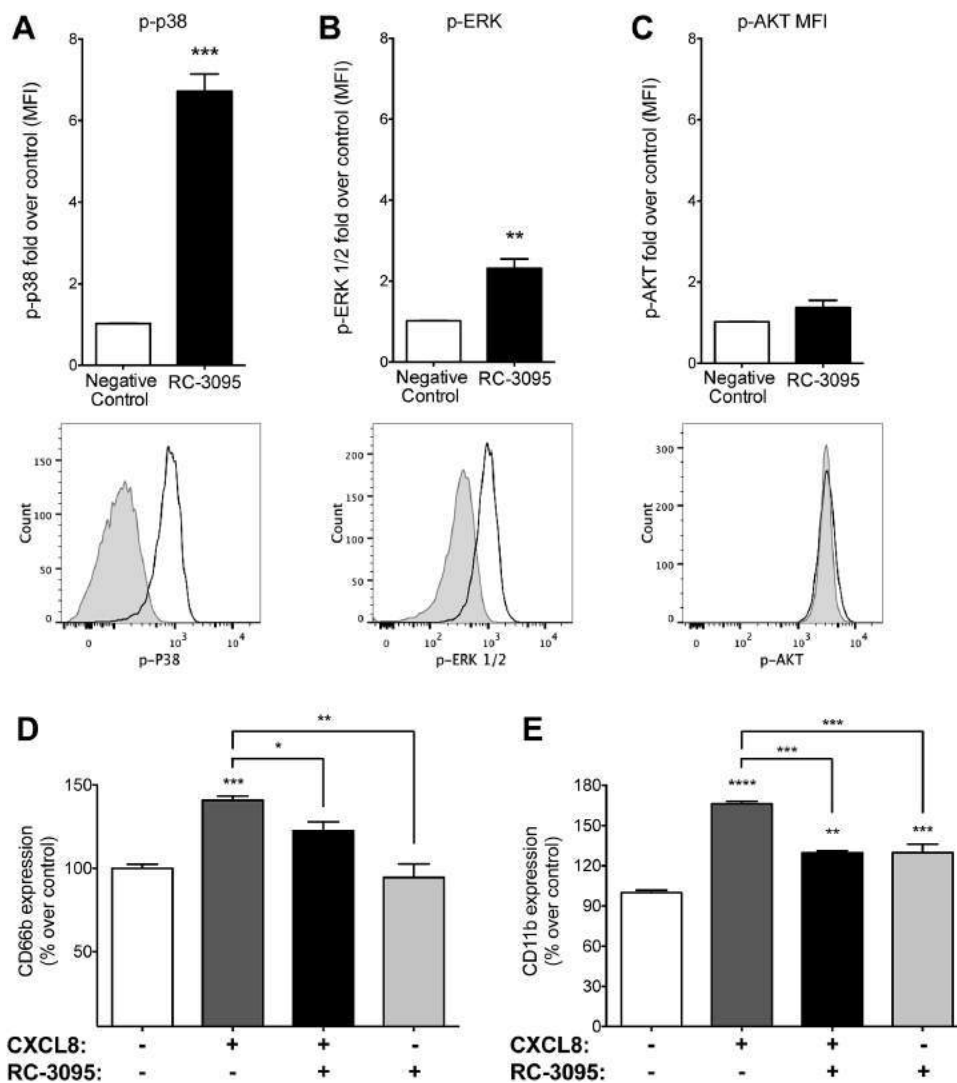 A p-p38
B p-ERK
C p-AKT MFI
p-p38 fold over control (MFI)
8
6
4
2
0
***
Negative
Control
RC-3095
p-ERK 1/2 fold over control (MFI)
8
6
4
2
0
**
Negative
Control
RC-3095
p-AKT fold over control (MFI)
8
6
4
2
0
Negative
Control
RC-3095
Count
150
100
50
0
0 10³ 10⁴
p-P38
Count
200
150
100
50
0
0 10² 10³ 10⁴
p-ERK 1/2
Count
300
200
100
0
0 10³ 10⁴
p-AKT
D
CD66b expression
(% over control)
150
100
50
***
*
**
CXCL8: - + + -
RC-3095: - - + +
E
CD11b expression
(% over control)
180
150
120
90
60
30
0
****
***
***
**
***
CXCL8: - + + -
RC-3095: - - + +